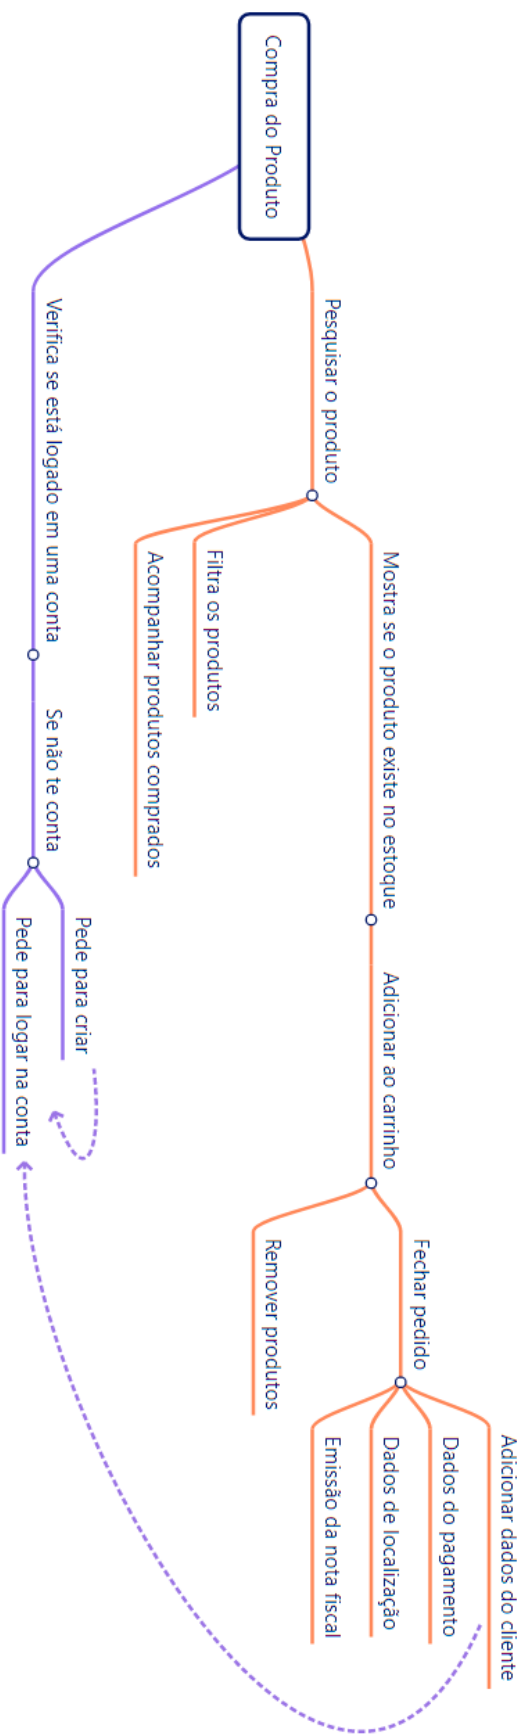 Compra do Produto
Pesquisar o produto
Mostra se o produto existe no estoque
Adicionar ao carrinho
Fechar pedido
Adicionar dados do cliente
Dados do pagamento
Dados de localização
Emissão da nota fiscal
Remover produtos
Filtra os produtos
Acompanhar produtos comprados
Verifica se está logado em uma conta
Se não te conta
Pede para criar
Pede para logar na conta